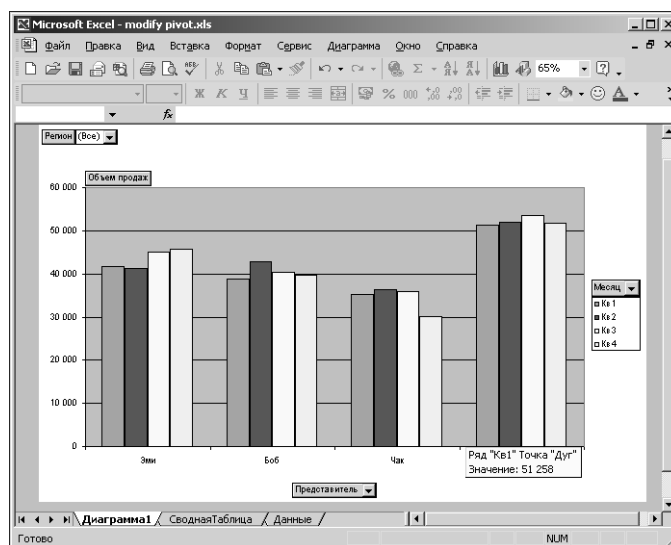 Microsoft Excel - modify pivot.xls
Файл Правка Вид Вставка Формат Сервис Диаграмма Окно Справка
65%
Ж К Ч
% 000
fx
Регион (Все)
Объем продаж
60 000
50 000
40 000
30 000
20 000
10 000
0
Месяц
Кв1
Кв2
Кв3
Кв4
Эми Боб Чак
Ряд "Кв1" Точка "Дуг"
Значение: 51 258
Представитель
Диаграмма1 СводнаяТаблица Данные
Готово NUM